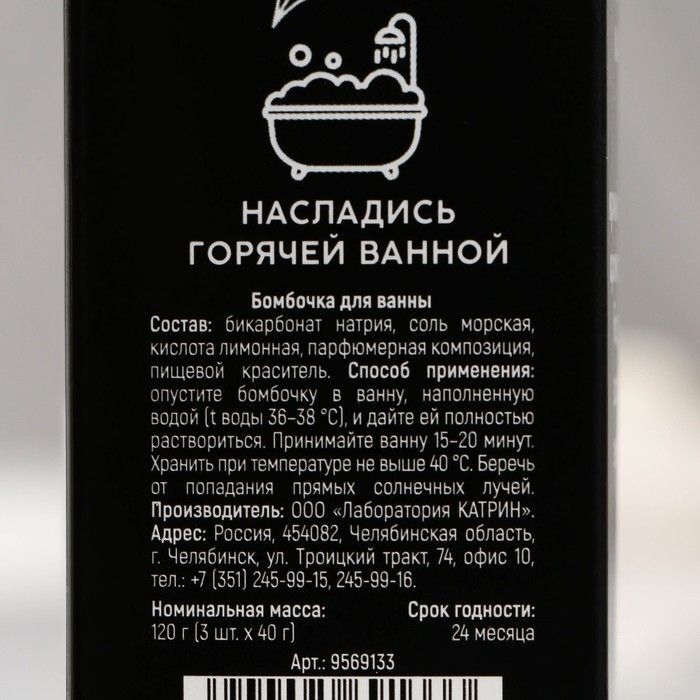 НАСЛАДИСЬ
ГОРЯЧЕЙ ВАННОЙ
Бомбочка для ванны
Состав: бикарбонат натрия, соль морская,
кислота лимонная, парфюмерная композиция,
пищевой краситель. Способ применения:
опустите бомбочку в ванну, наполненную
водой (t воды 36–38 °C), и дайте ей полностью
раствориться. Принимайте ванну 15–20 минут.
Хранить при температуре не выше 40 °C. Беречь
от попадания прямых солнечных лучей.
Производитель: ООО «Лаборатория КАТРИН».
Адрес: Россия, 454082, Челябинская область,
г. Челябинск, ул. Троицкий тракт, 74, офис 10,
тел.: +7 (351) 245-99-15, 245-99-16.
Номинальная масса: Срок годности:
120 г (3 шт. х 40 г) 24 месяца
Арт.: 9569133